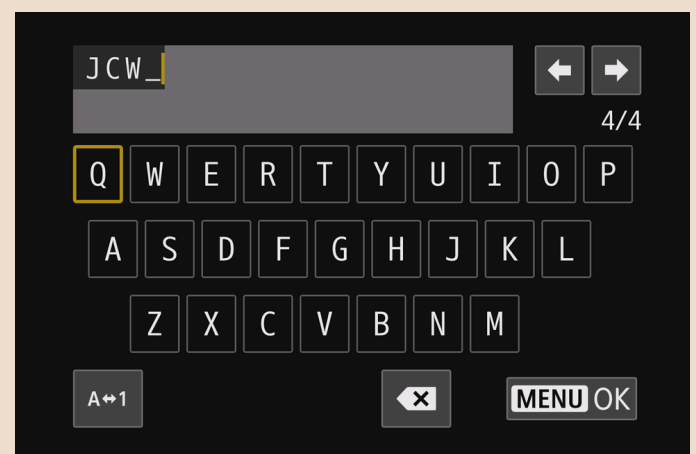 JCW_
4/4
Q W E R T Y U I O P
A S D F G H J K L
Z X C V B N M
A↔1 MENU OK